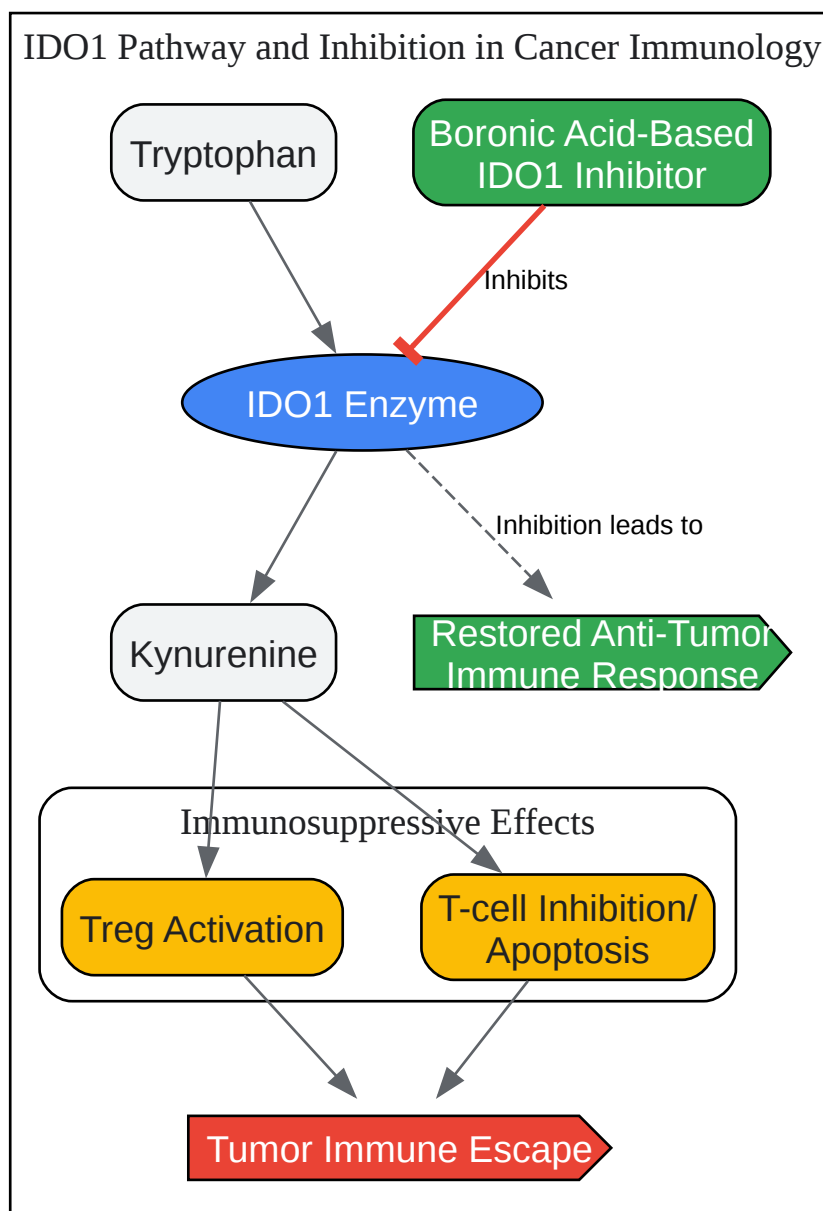 IDO1 Pathway and Inhibition in Cancer Immunology
Tryptophan
Boronic Acid-Based
IDO1 Inhibitor
Inhibits
IDO1 Enzyme
Inhibition leads to
Kynurenine
Restored Anti-Tumor
Immune Response
Immunosuppressive Effects
Treg Activation
T-cell Inhibition/
Apoptosis
Tumor Immune Escape